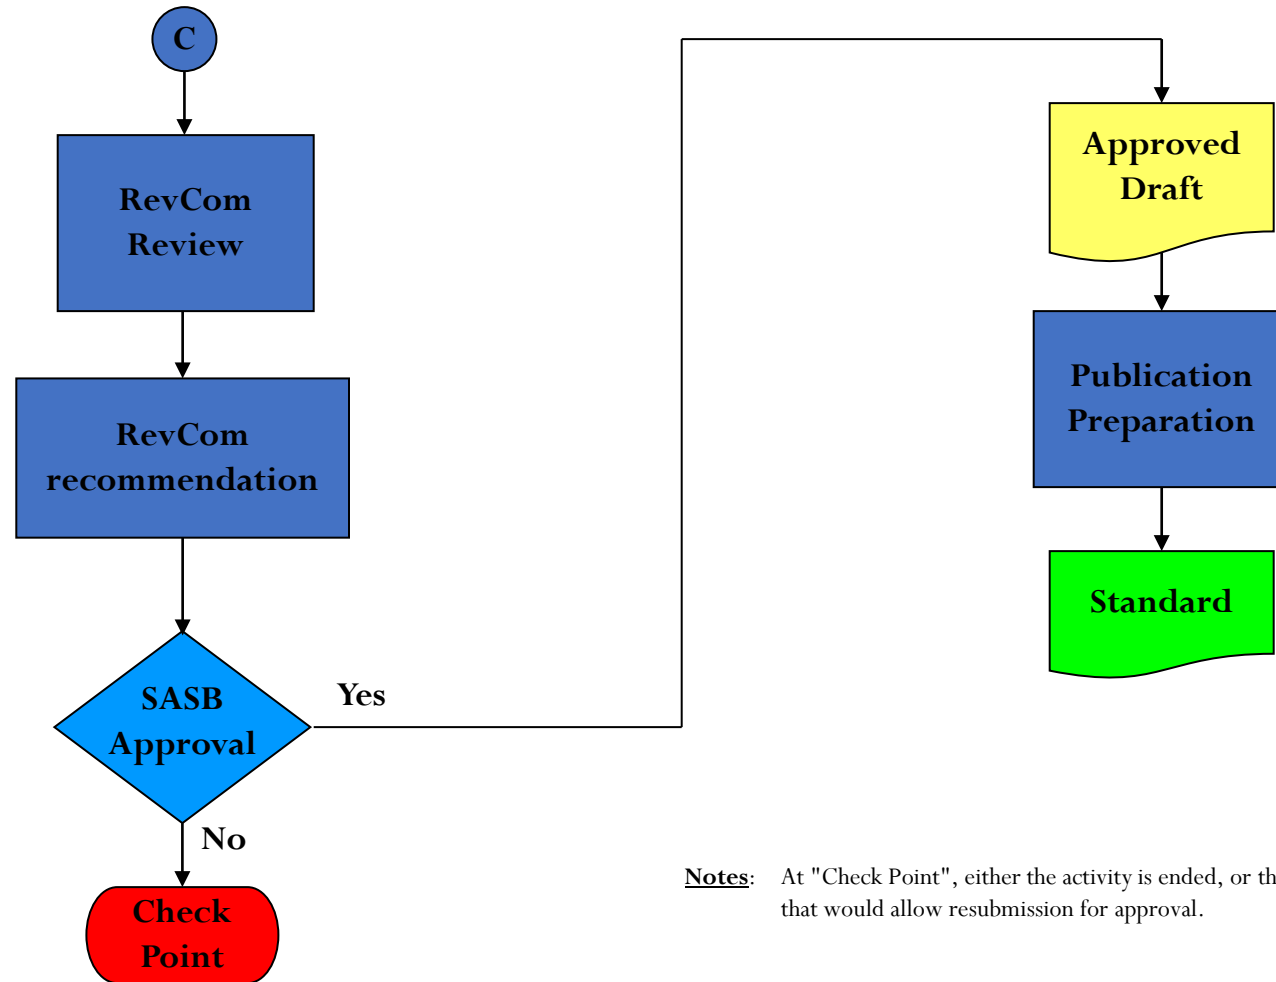 C
RevCom
Review
RevCom
recommendation
SASB
Approval
Yes
No
Check
Point
Approved
Draft
Publication
Preparation
Standard
Notes: At "Check Point", either the activity is ended, or th
that would allow resubmission for approval.